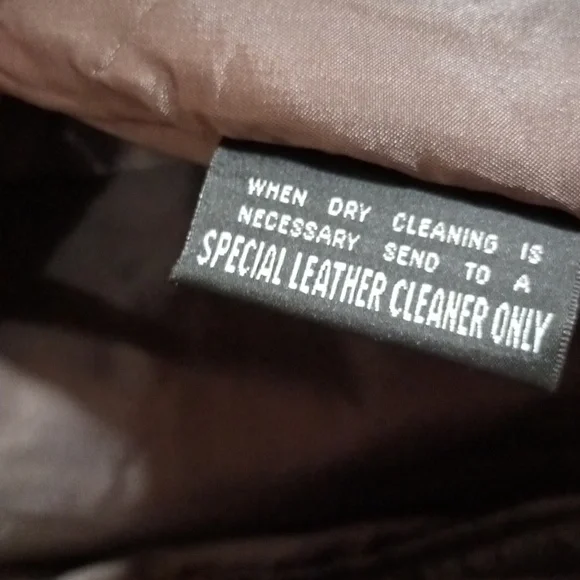 WHEN DRY CLEANING IS
NECESSARY SEND TO A
SPECIAL LEATHER CLEANER ONLY